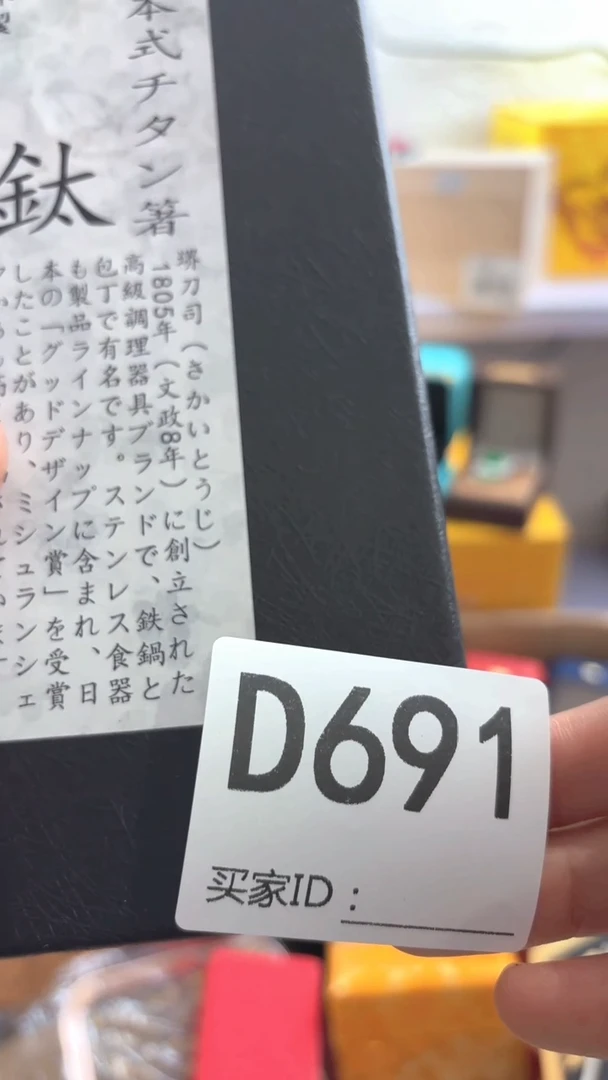 本式チタン箸
鈦
堺刀司（きかいとうじ）
1805年（文政8年）に創立された
高級調理器具ブランドで、鉄鍋と
包丁で有名です。ステンレス食器
も製品ラインナップに含まれ、日
本の「グッドデザイン賞」を受賞
したことがあり、ミシュランシェ
D691
买家ID：